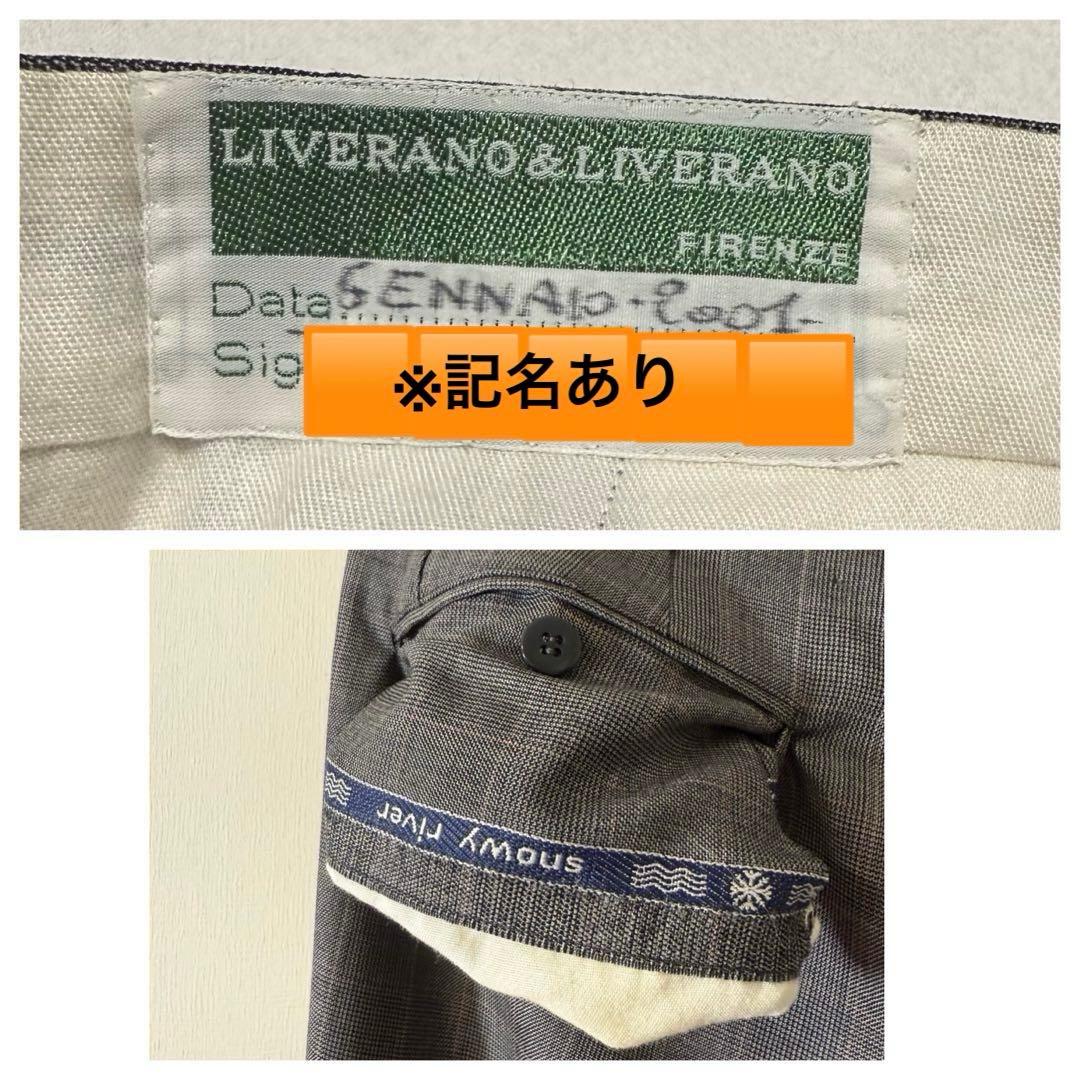 LIVERANO & LIVERANO
FIRENZE
Data GENNAIO-2001-
Sig
※記名あり
snowy river